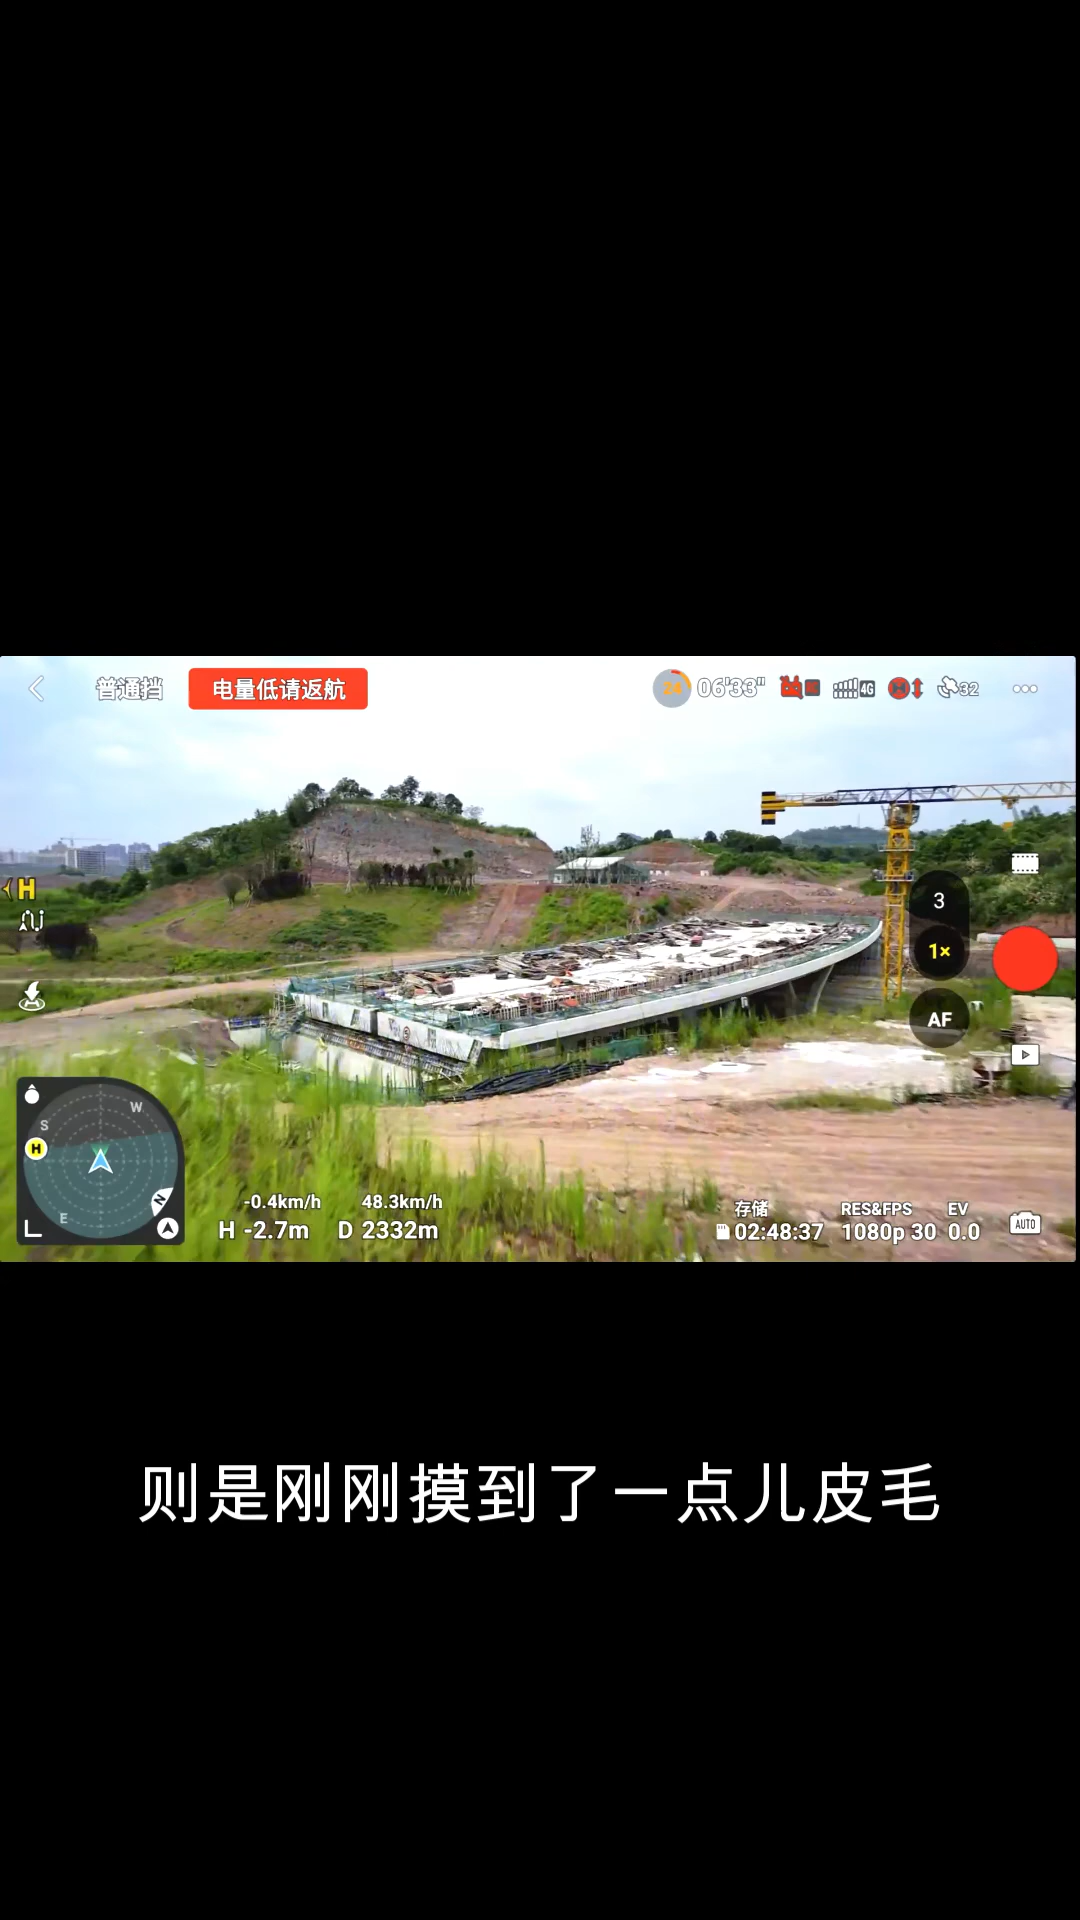 普通挡 电量低请返航 24 06'33" 4G 32
H
3
1×
AF
W
S
H
N
E
-0.4km/h 48.3km/h
H -2.7m D 2332m
存储 RES&FPS EV
02:48:37 1080p 30 0.0
AUTO
则是刚刚摸到了一点儿皮毛